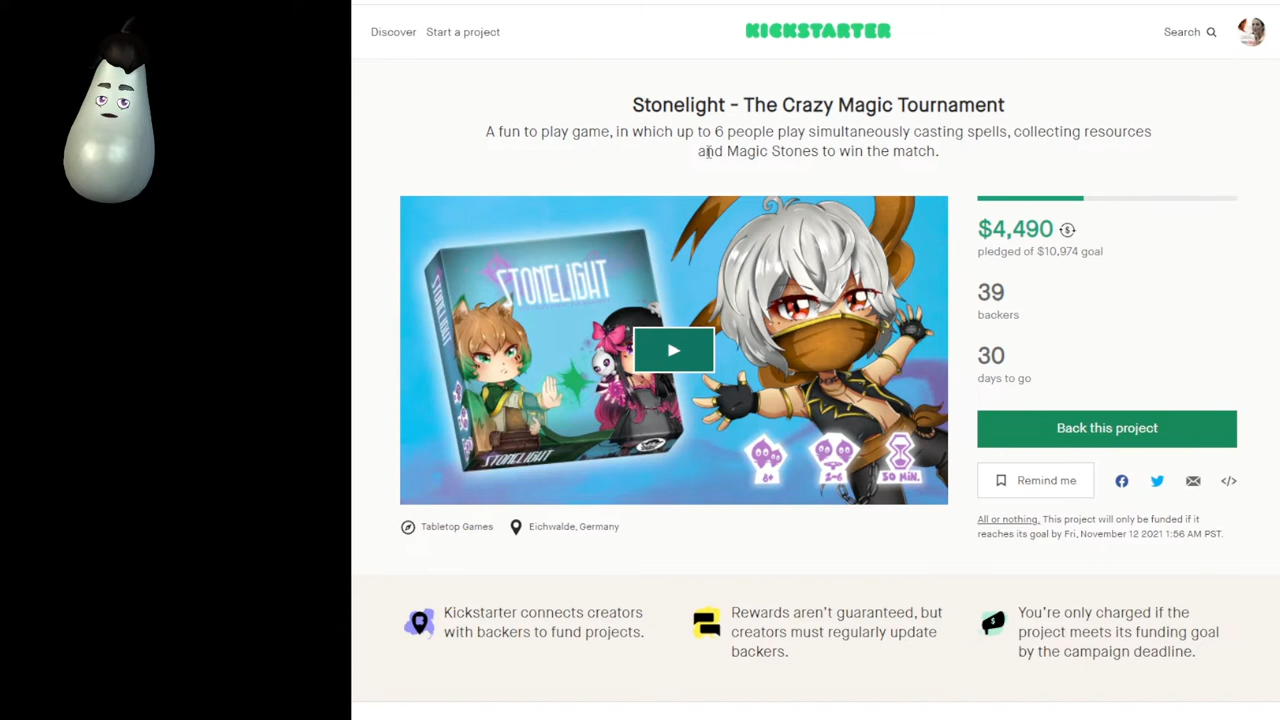 Discover Start a project KICKSTARTER Search
Stonelight - The Crazy Magic Tournament
A fun to play game, in which up to 6 people play simultaneously casting spells, collecting resources
and Magic Stones to win the match.
STONELIGHT
STONELIGHT
STONELIGHT
8+
2-6
30 MIN.
$4,490
pledged of $10,974 goal
39
backers
30
days to go
Back this project
Remind me
Tabletop Games Eichwalde, Germany
All or nothing. This project will only be funded if it
reaches its goal by Fri, November 12 2021 1:56 AM PST.
Kickstarter connects creators
with backers to fund projects.
Rewards aren't guaranteed, but
creators must regularly update
backers.
You're only charged if the
project meets its funding goal
by the campaign deadline.